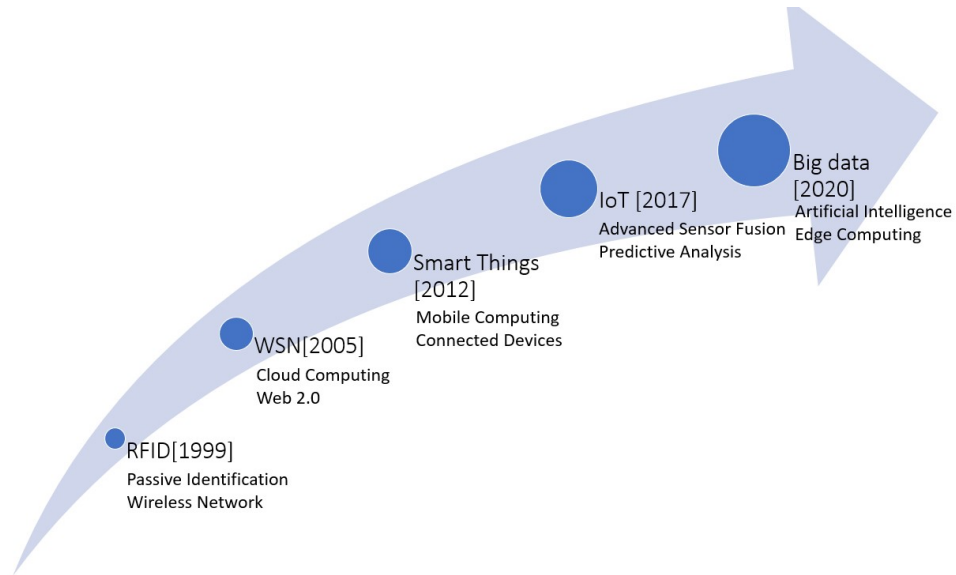 Big data
[2020]
Artificial Intelligence
Edge Computing
IoT [2017]
Advanced Sensor Fusion
Predictive Analysis
Smart Things
[2012]
Mobile Computing
Connected Devices
WSN[2005]
Cloud Computing
Web 2.0
RFID[1999]
Passive Identification
Wireless Network